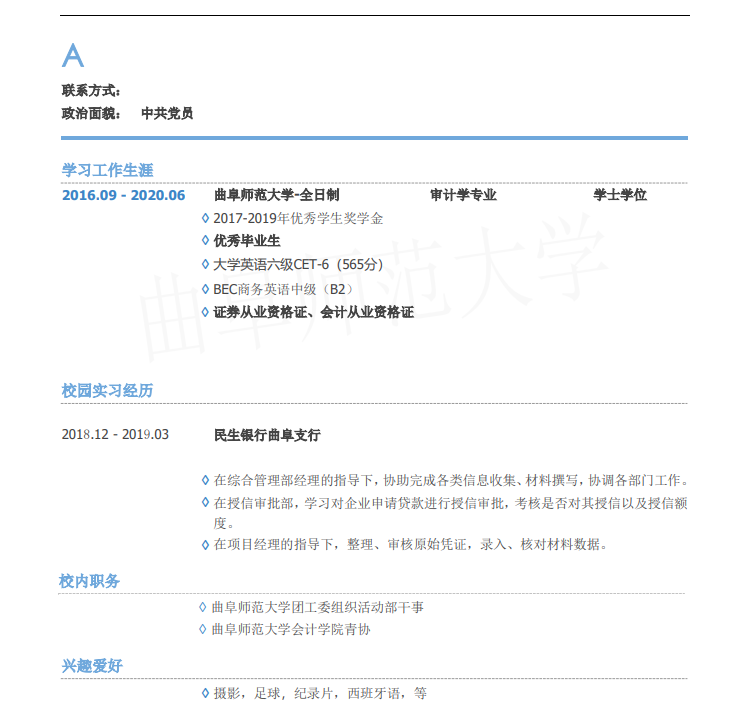 A
联系方式：
政治面貌： 中共党员
学习工作生涯
2016.09 - 2020.06 曲阜师范大学-全日制 审计学专业 学士学位
◊ 2017-2019年优秀学生奖学金
◊ 优秀毕业生
◊ 大学英语六级CET-6（565分）
◊ BEC商务英语中级（B2）
◊ 证券从业资格证、会计从业资格证
曲阜师范大学
校园实习经历
2018.12 - 2019.03 民生银行曲阜支行
◊ 在综合管理部经理的指导下，协助完成各类信息收集、材料撰写，协调各部门工作。
◊ 在授信审批部，学习对企业申请贷款进行授信审批，考核是否对其授信以及授信额
度。
◊ 在项目经理的指导下，整理、审核原始凭证，录入、核对材料数据。
校内职务
◊ 曲阜师范大学团工委组织活动部干事
◊ 曲阜师范大学会计学院青协
兴趣爱好
◊ 摄影，足球，纪录片，西班牙语，等